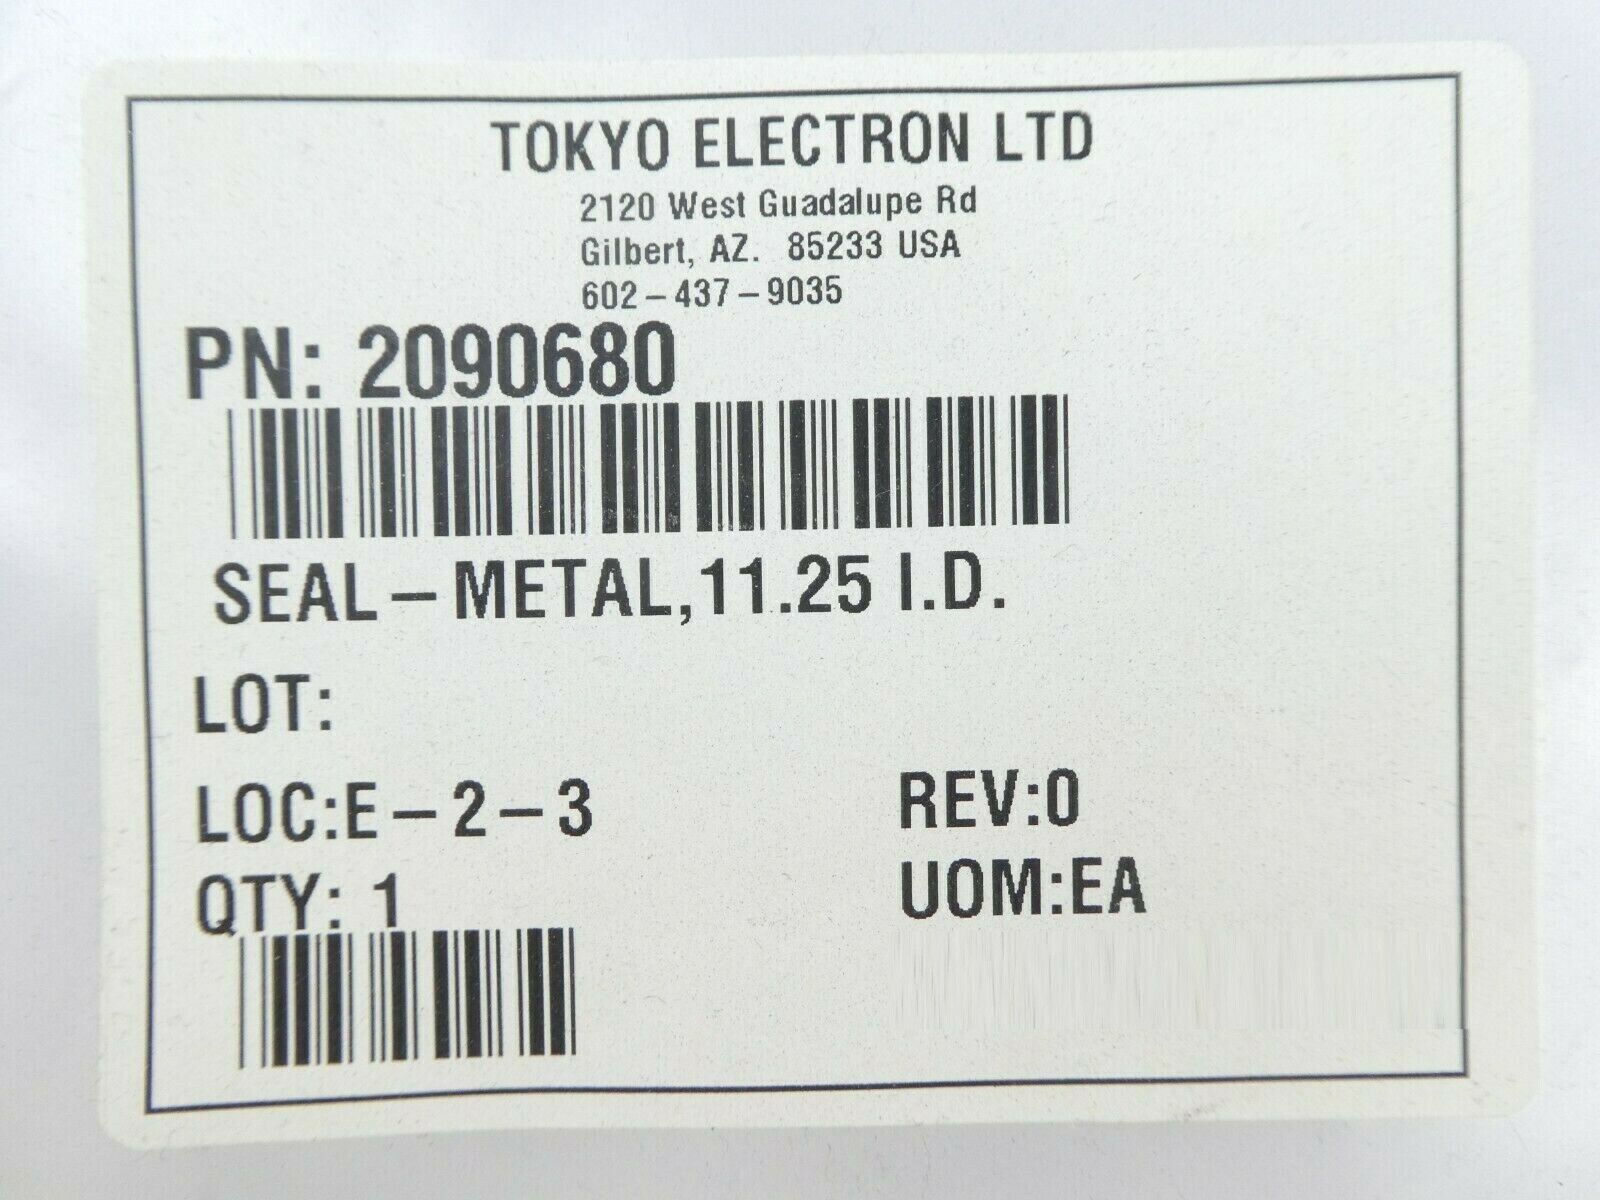 TOKYO ELECTRON LTD
2120 West Guadalupe Rd
Gilbert, AZ. 85233 USA
602-437-9035
PN: 2090680
SEAL-METAL,11.25 I.D.
LOT:
LOC:E-2-3
REV:0
QTY: 1
UOM:EA